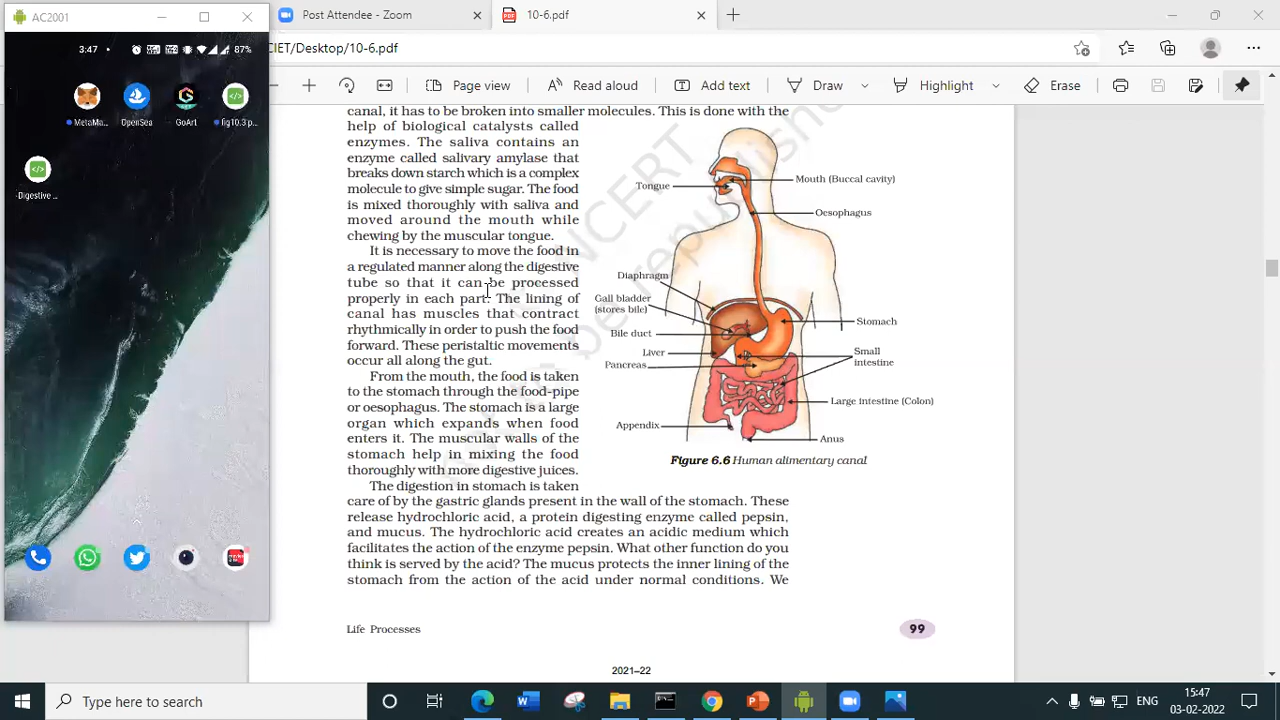 AC2001
3:47
87%
MetaMa...
OpenSea
GoArt
fig10.3 p...
Digestive ...
Post Attendee - Zoom
10-6.pdf
CIET/Desktop/10-6.pdf
Page view
Read aloud
Add text
Draw
Highlight
Erase
canal, it has to be broken into smaller molecules. This is done with the
help of biological catalysts called
enzymes. The saliva contains an
enzyme called salivary amylase that
breaks down starch which is a complex
molecule to give simple sugar. The food
is mixed thoroughly with saliva and
moved around the mouth while
chewing by the muscular tongue.
It is necessary to move the food in
a regulated manner along the digestive
tube so that it can be processed
properly in each part. The lining of
canal has muscles that contract
rhythmically in order to push the food
forward. These peristaltic movements
occur all along the gut.
From the mouth, the food is taken
to the stomach through the food-pipe
or oesophagus. The stomach is a large
organ which expands when food
enters it. The muscular walls of the
stomach help in mixing the food
thoroughly with more digestive juices.
The digestion in stomach is taken
care of by the gastric glands present in the wall of the stomach. These
release hydrochloric acid, a protein digesting enzyme called pepsin,
and mucus. The hydrochloric acid creates an acidic medium which
facilitates the action of the enzyme pepsin. What other function do you
think is served by the acid? The mucus protects the inner lining of the
stomach from the action of the acid under normal conditions. We
Tongue
Mouth (Buccal cavity)
Oesophagus
Diaphragm
Gall bladder
(stores bile)
Bile duct
Liver
Pancreas
Appendix
Stomach
Small
intestine
Large intestine (Colon)
Anus
Figure 6.6 Human alimentary canal
NCERT
be republished
Life Processes
99
2021–22
Type here to search
ENG
15:47
03-02-2022